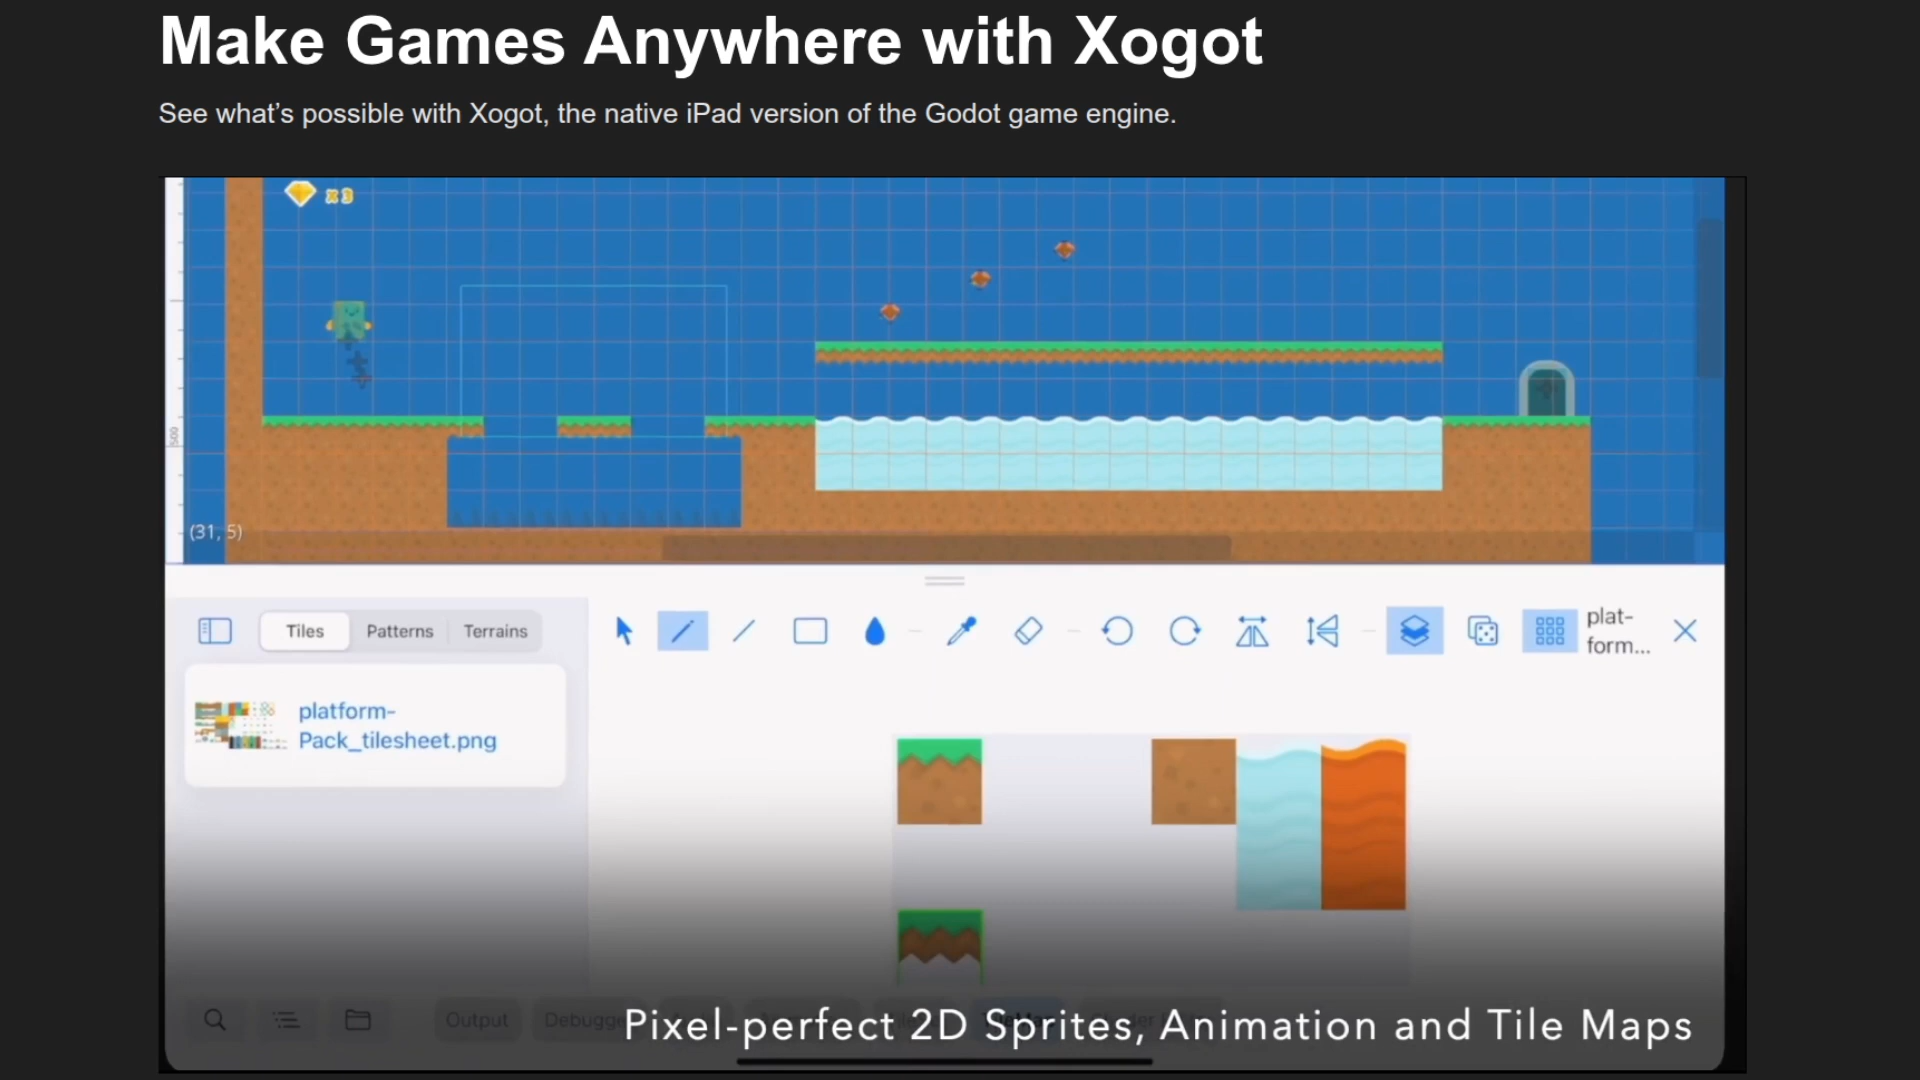 Make Games Anywhere with Xogot
See what’s possible with Xogot, the native iPad version of the Godot game engine.
x 3
500
(31, 5)
Tiles Patterns Terrains
plat-
form...
platform-
Pack_tilesheet.png
Output
Pixel-perfect 2D Sprites, Animation and Tile Maps